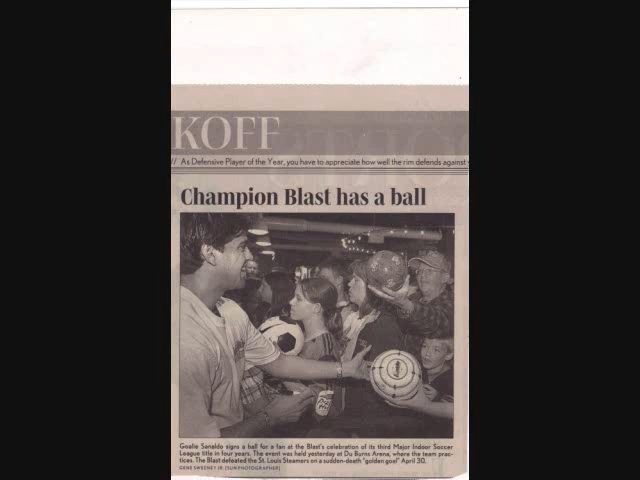 KOFF
// As Defensive Player of the Year, you have to appreciate how well the rim defends against
Champion Blast has a ball
Goalie Sanaldo signs a ball for a fan at the Blast's celebration of its third Major Indoor Soccer
League title in four years. The event was held yesterday at Du Burns Arena, where the team prac-
tices. The Blast defeated the St. Louis Steamers on a sudden-death "golden goal" April 30.
GENE SWEENEY JR. [SUN PHOTOGRAPHER]